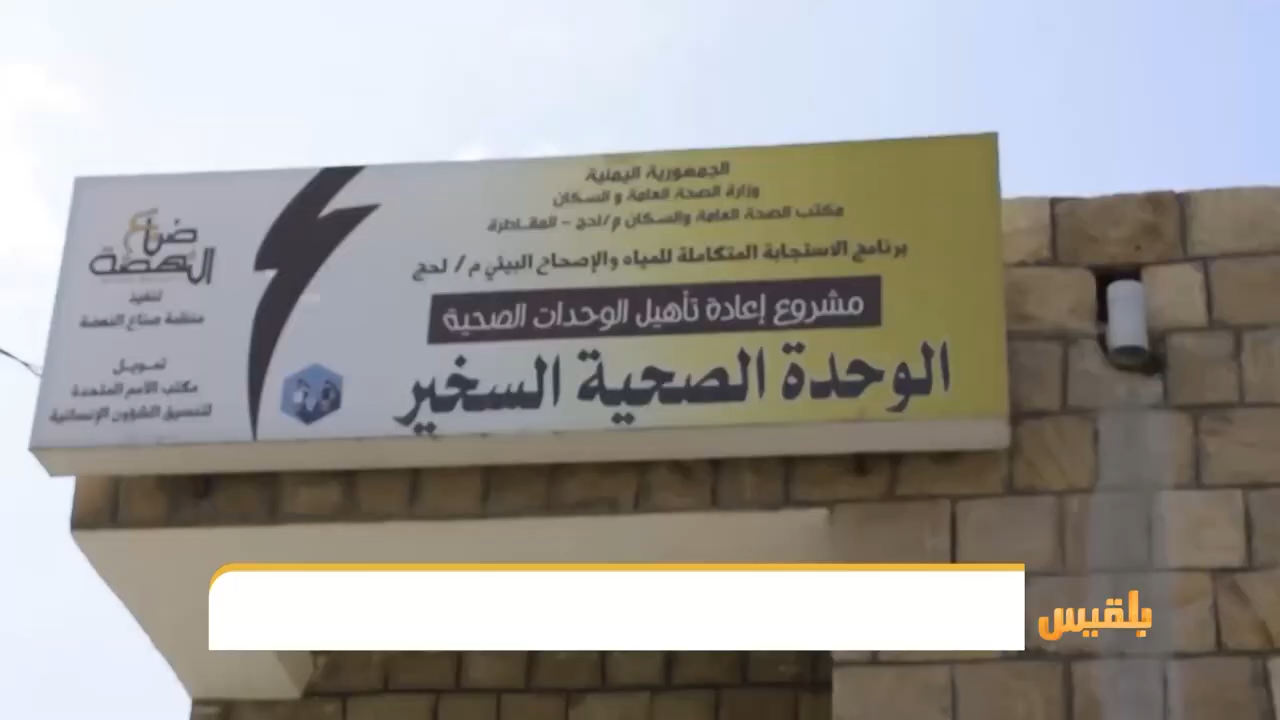 الجمهورية اليمنية
وزارة الصحة العامة و السكان
مكتب الصحة العامة والسكان م/لحج - المقـاطرة
برنامج الاستجابة المتكاملة للمياه والإصحاح البيئي م/ لحج
مشروع إعادة تأهيل الوحدات الصحية
الوحدة الصحية السخير
صناع
النهضة
تنفيذ
منظمة صناع النهضة
تمويـل
مكتب الأمم المتحدة
لتنسيق الشؤون الإنسانية
بلقيس